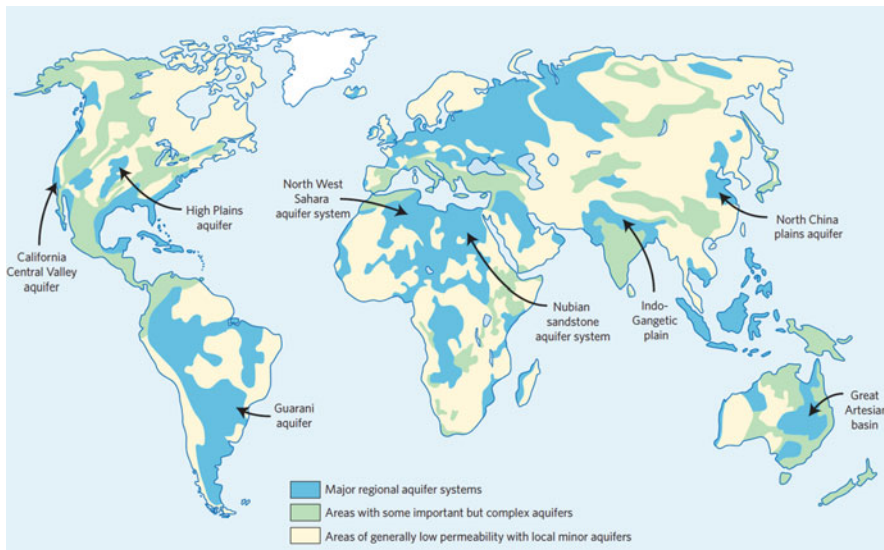 North West
Sahara
aquifer system
High Plains
aquifer
California
Central Valley
aquifer
North China
plains aquifer
Nubian
sandstone
aquifer system
Indo-
Gangetic
plain
Guarani
aquifer
Great
Artesian
basin
Major regional aquifer systems
Areas with some important but complex aquifers
Areas of generally low permeability with local minor aquifers